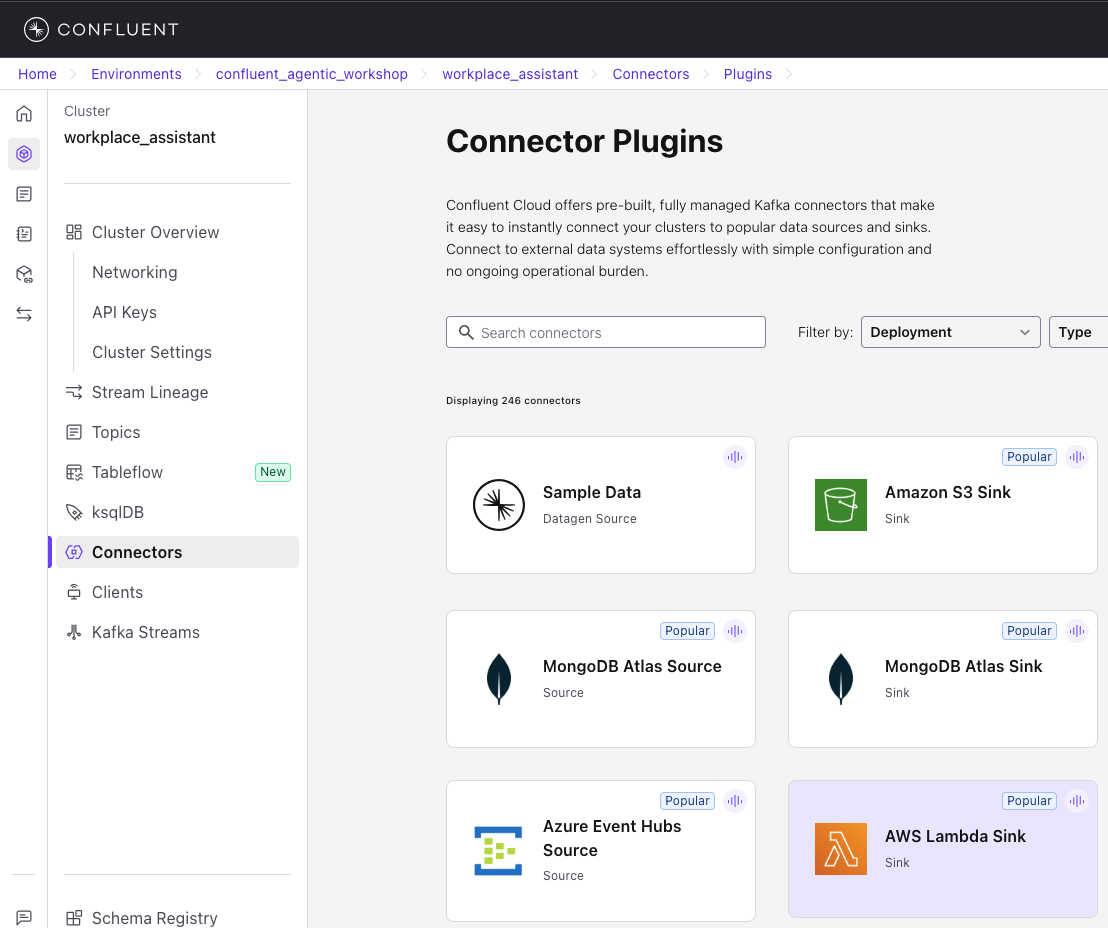 CONFLUENT
Home
Environments
confluent_agentic_workshop
workplace_assistant
Connectors
Plugins
Cluster
workplace_assistant
Cluster Overview
Networking
API Keys
Cluster Settings
Stream Lineage
Topics
Tableflow
New
ksqlDB
Connectors
Clients
Kafka Streams
Schema Registry
Connector Plugins
Confluent Cloud offers pre-built, fully managed Kafka connectors that make
it easy to instantly connect your clusters to popular data sources and sinks.
Connect to external data systems effortlessly with simple configuration and
no ongoing operational burden.
Search connectors
Filter by:
Deployment
Type
Displaying 246 connectors
Sample Data
Datagen Source
Popular
Amazon S3 Sink
Sink
Popular
MongoDB Atlas Source
Source
Popular
MongoDB Atlas Sink
Sink
Popular
Azure Event Hubs
Source
Source
Popular
AWS Lambda Sink
Sink